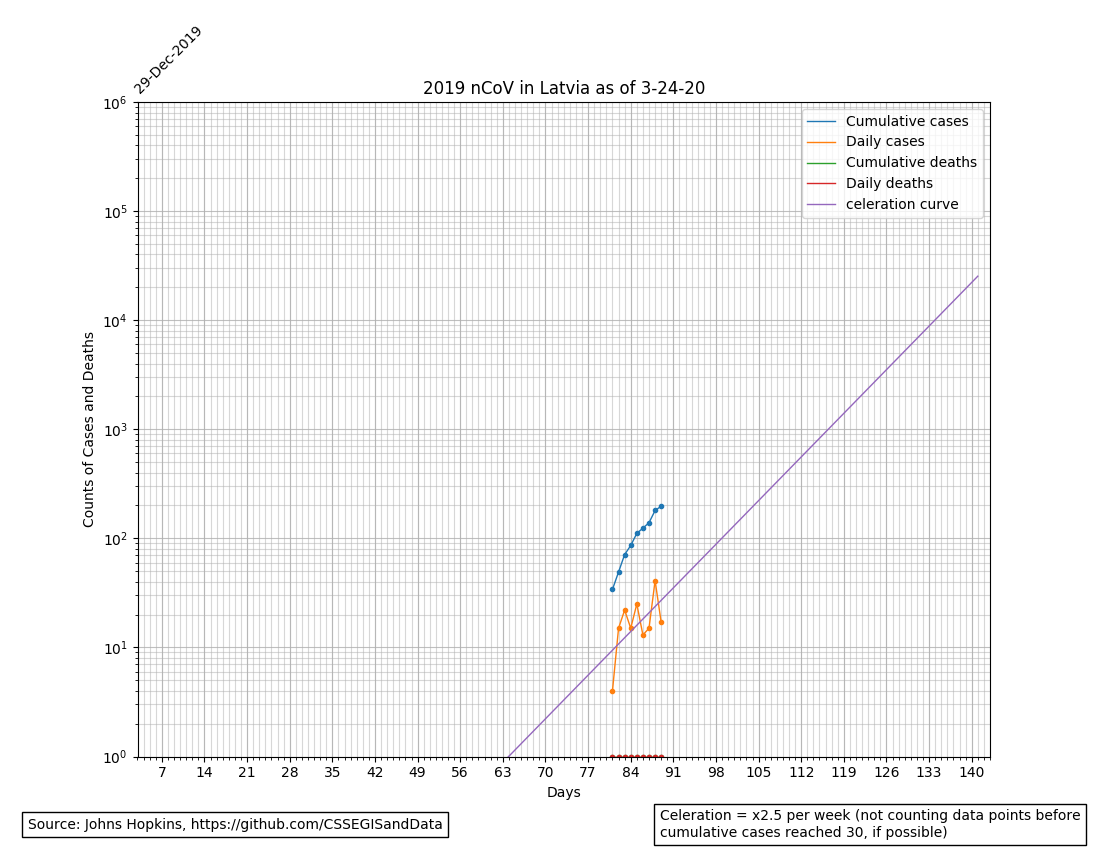 29-Dec-2019
2019 nCoV in Latvia as of 3-24-20
10^6
10^5
10^4
10^3
10^2
10^1
10^0
Counts of Cases and Deaths
Cumulative cases
Daily cases
Cumulative deaths
Daily deaths
celeration curve
7 14 21 28 35 42 49 56 63 70 77 84 91 98 105 112 119 126 133 140
Days
Source: Johns Hopkins, https://github.com/CSSEGISandData
Celeration = x2.5 per week (not counting data points before
cumulative cases reached 30, if possible)